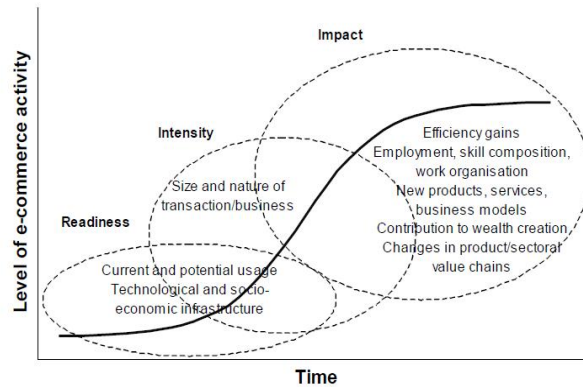 Impact
Level of e-commerce activity
Efficiency gains
Employment, skill composition,
work organisation
New products, services,
business models
Contribution to wealth creation
Changes in product/sectoral
value chains
Intensity
Size and nature of
transaction/business
Readiness
Current and potential usage
Technological and socio-
economic infrastructure
Time